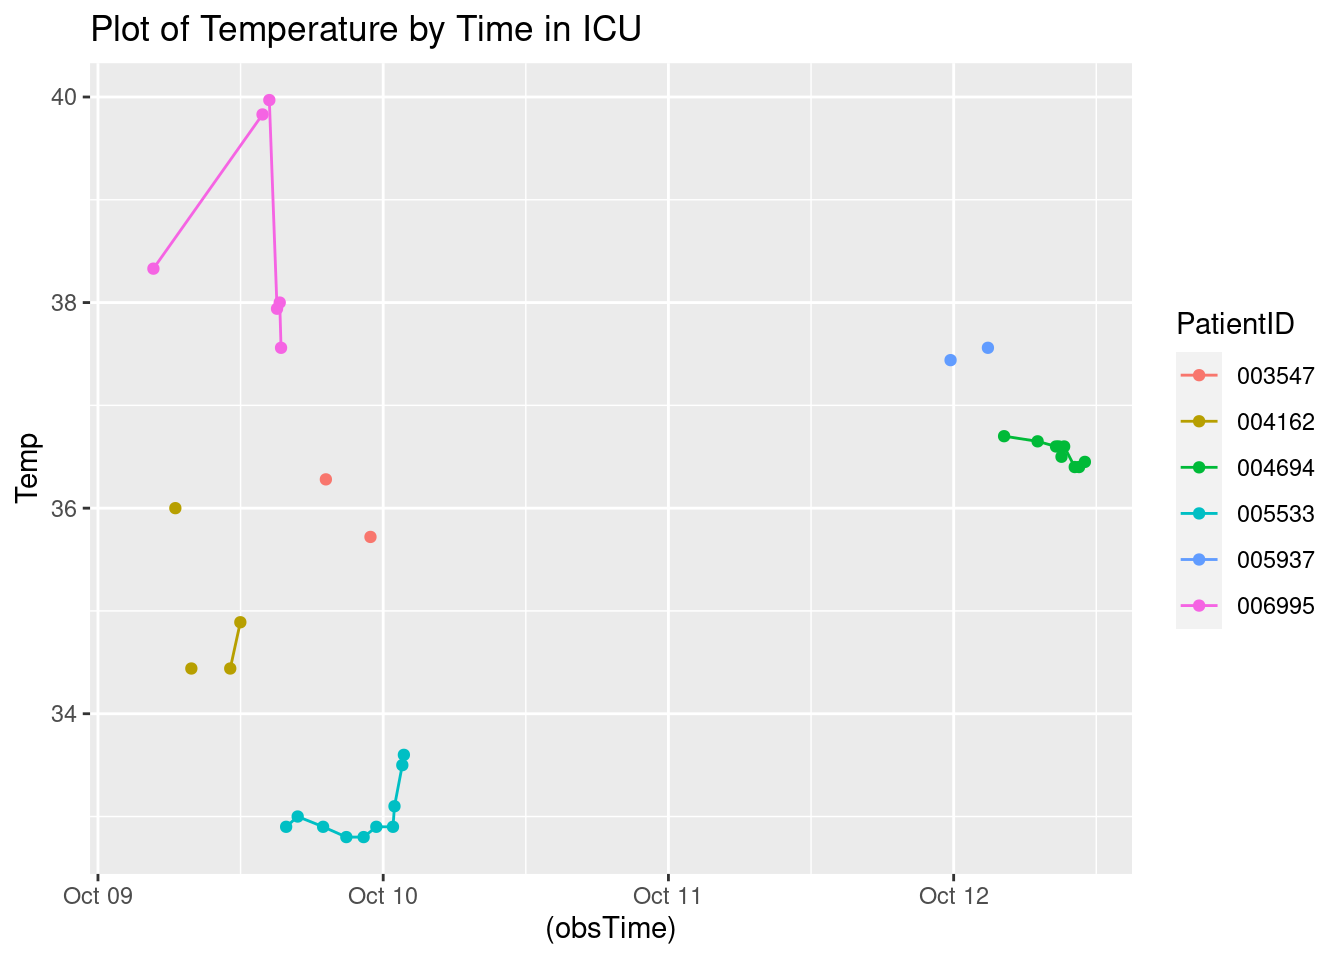 Plot of Temperature by Time in ICU
Temp
40
38
36
34
Oct 09
Oct 10
Oct 11
Oct 12
(obsTime)
PatientID
003547
004162
004694
005533
005937
006995